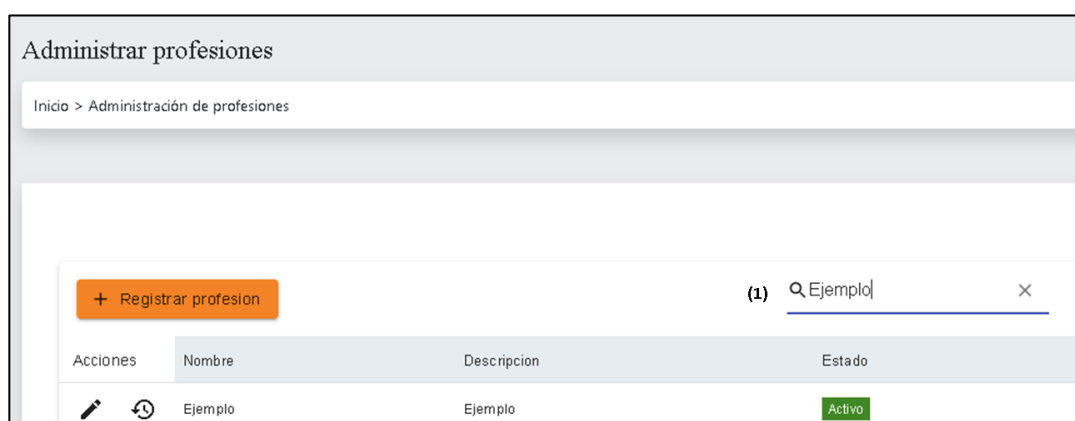 Administrar profesiones
Inicio > Administración de profesiones
+ Registrar profesion
(1) Ejemplo ×
Acciones Nombre Descripcion Estado
Ejemplo Ejemplo Activo